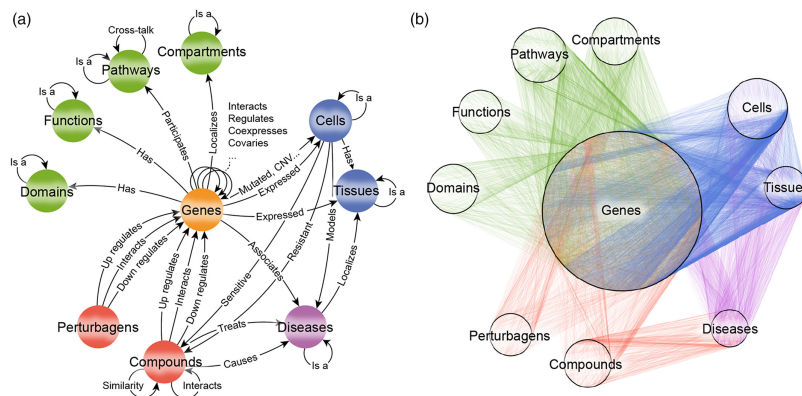 (a)
Cross-talk
Is a
Pathways
Is a
Compartments
Is a
Functions
Is a
Domains
Participates
Localizes
Has
Has
Interacts
Regulates
Coexpresses
Covaries
...
Is a
Cells
Mutated, CNV...
Expressed
Has
Genes
Expressed
Tissues
Is a
Up regulates
Interacts
Down regulates
Up regulates
Interacts
Down regulates
Associates
Sensitive
Resistant
Models
Localizes
Perturbagens
Treats
Diseases
Is a
Compounds
Causes
Similarity
Interacts
(b)
Pathways
Compartments
Functions
Cells
Domains
Tissues
Genes
Perturbagens
Compounds
Diseases